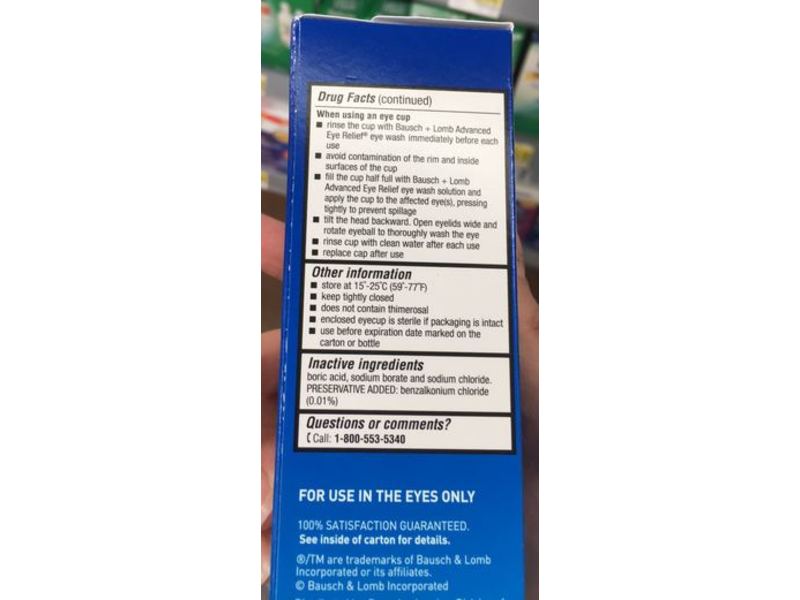 Drug Facts (continued)
When using an eye cup
■ rinse the cup with Bausch + Lomb Advanced
Eye Relief® eye wash immediately before each
use
■ avoid contamination of the rim and inside
surfaces of the cup
■ fill the cup half full with Bausch + Lomb
Advanced Eye Relief eye wash solution and
apply the cup to the affected eye(s), pressing
tightly to prevent spillage
■ tilt the head backward. Open eyelids wide and
rotate eyeball to thoroughly wash the eye
■ rinse cup with clean water after each use
■ replace cap after use
Other information
■ store at 15°-25°C (59°-77°F)
■ keep tightly closed
■ does not contain thimerosal
■ enclosed eyecup is sterile if packaging is intact
■ use before expiration date marked on the
carton or bottle
Inactive ingredients
boric acid, sodium borate and sodium chloride.
PRESERVATIVE ADDED: benzalkonium chloride
(0.01%)
Questions or comments?
Call: 1-800-553-5340
FOR USE IN THE EYES ONLY
100% SATISFACTION GUARANTEED.
See inside of carton for details.
®/TM are trademarks of Bausch & Lomb
Incorporated or its affiliates.
© Bausch & Lomb Incorporated